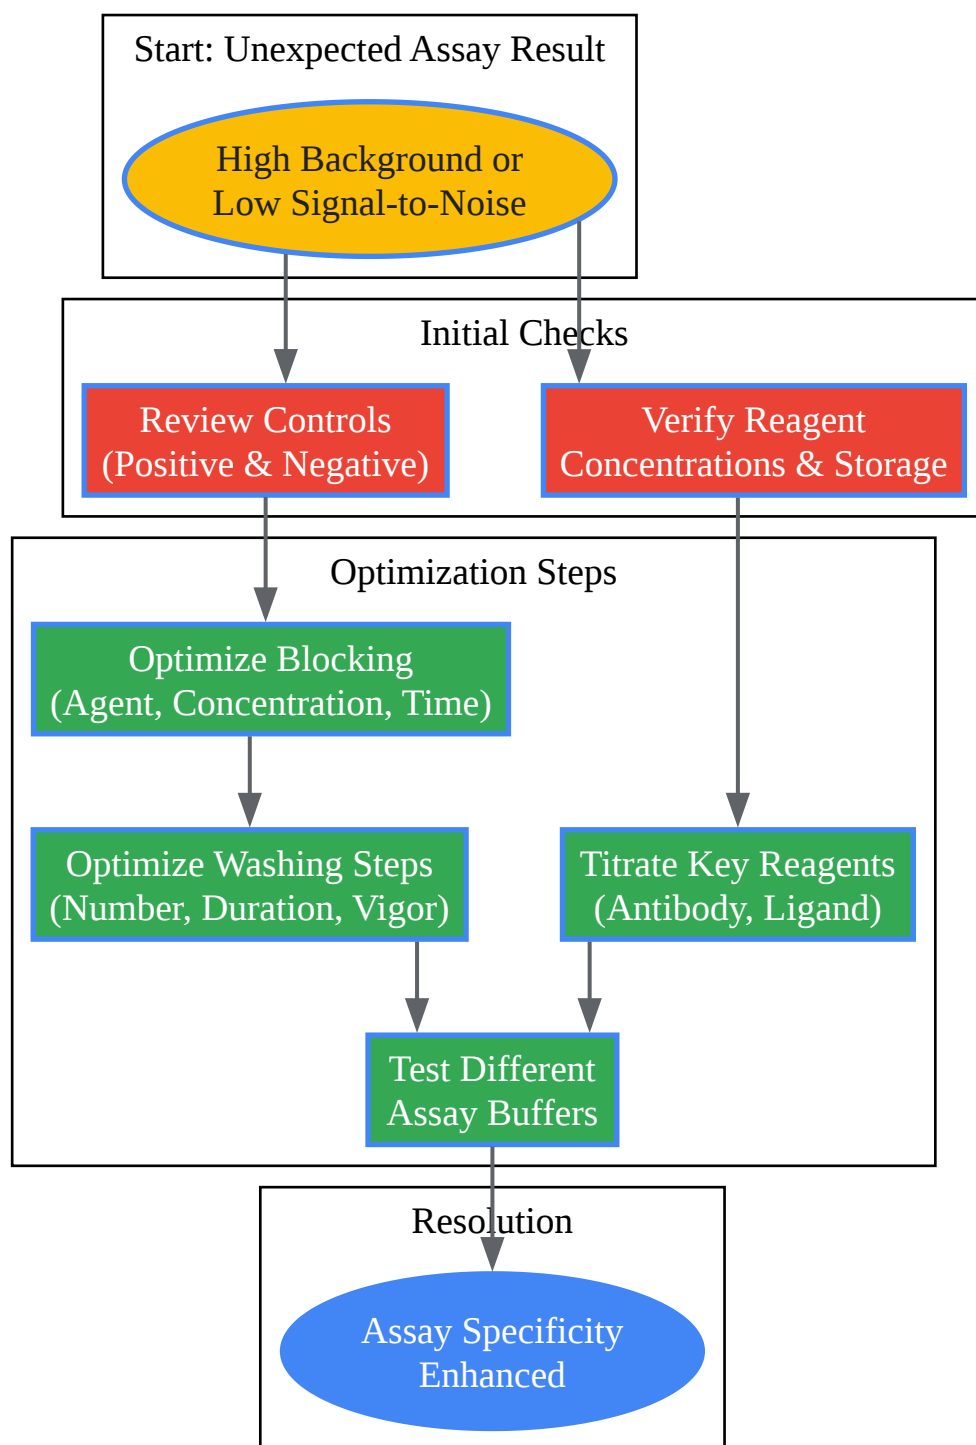 Start: Unexpected Assay Result
High Background or
Low Signal-to-Noise
Initial Checks
Review Controls
(Positive & Negative)
Verify Reagent
Concentrations & Storage
Optimization Steps
Optimize Blocking
(Agent, Concentration, Time)
Optimize Washing Steps
(Number, Duration, Vigor)
Titrate Key Reagents
(Antibody, Ligand)
Test Different
Assay Buffers
Resolution
Assay Specificity
Enhanced